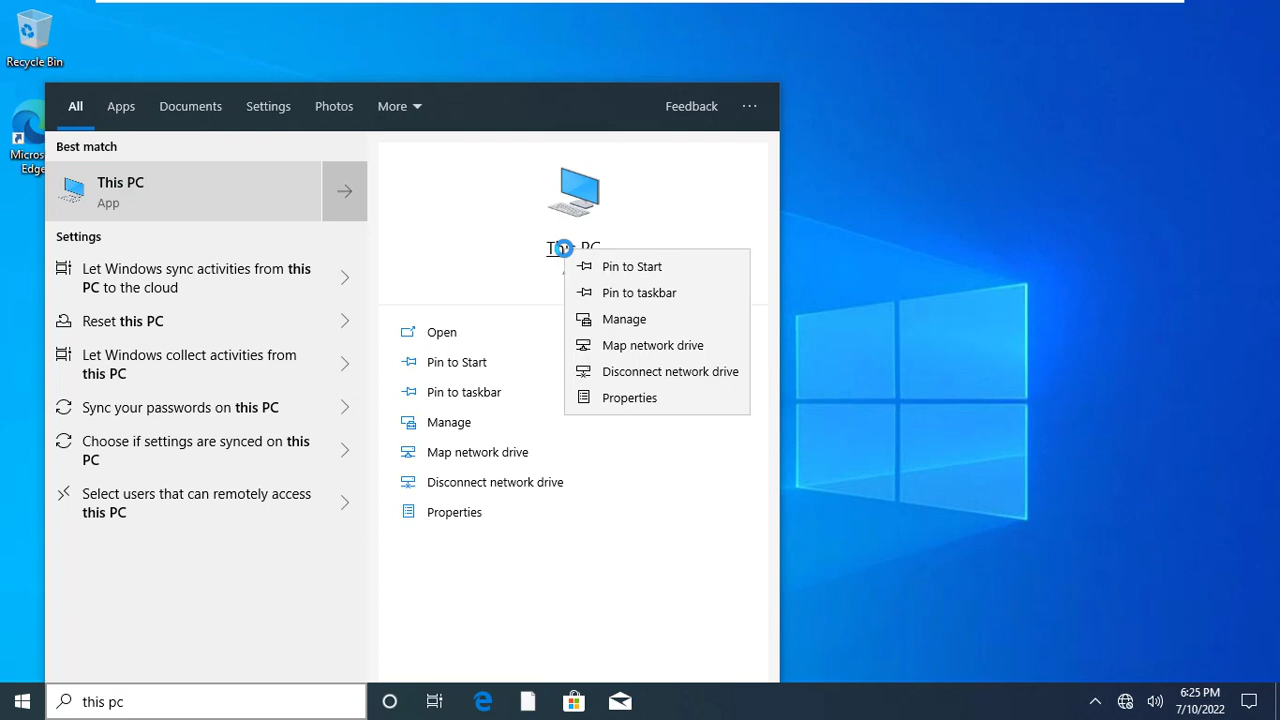 Recycle Bin
Micros
Edge
All
Apps
Documents
Settings
Photos
More
Feedback
Best match
This PC
App
Settings
Let Windows sync activities from this
PC to the cloud
Reset this PC
Let Windows collect activities from
this PC
Sync your passwords on this PC
Choose if settings are synced on this
PC
Select users that can remotely access
this PC
This PC
Open
Pin to Start
Pin to taskbar
Manage
Map network drive
Disconnect network drive
Properties
Pin to Start
Pin to taskbar
Manage
Map network drive
Disconnect network drive
Properties
this pc
6:25 PM
7/10/2022